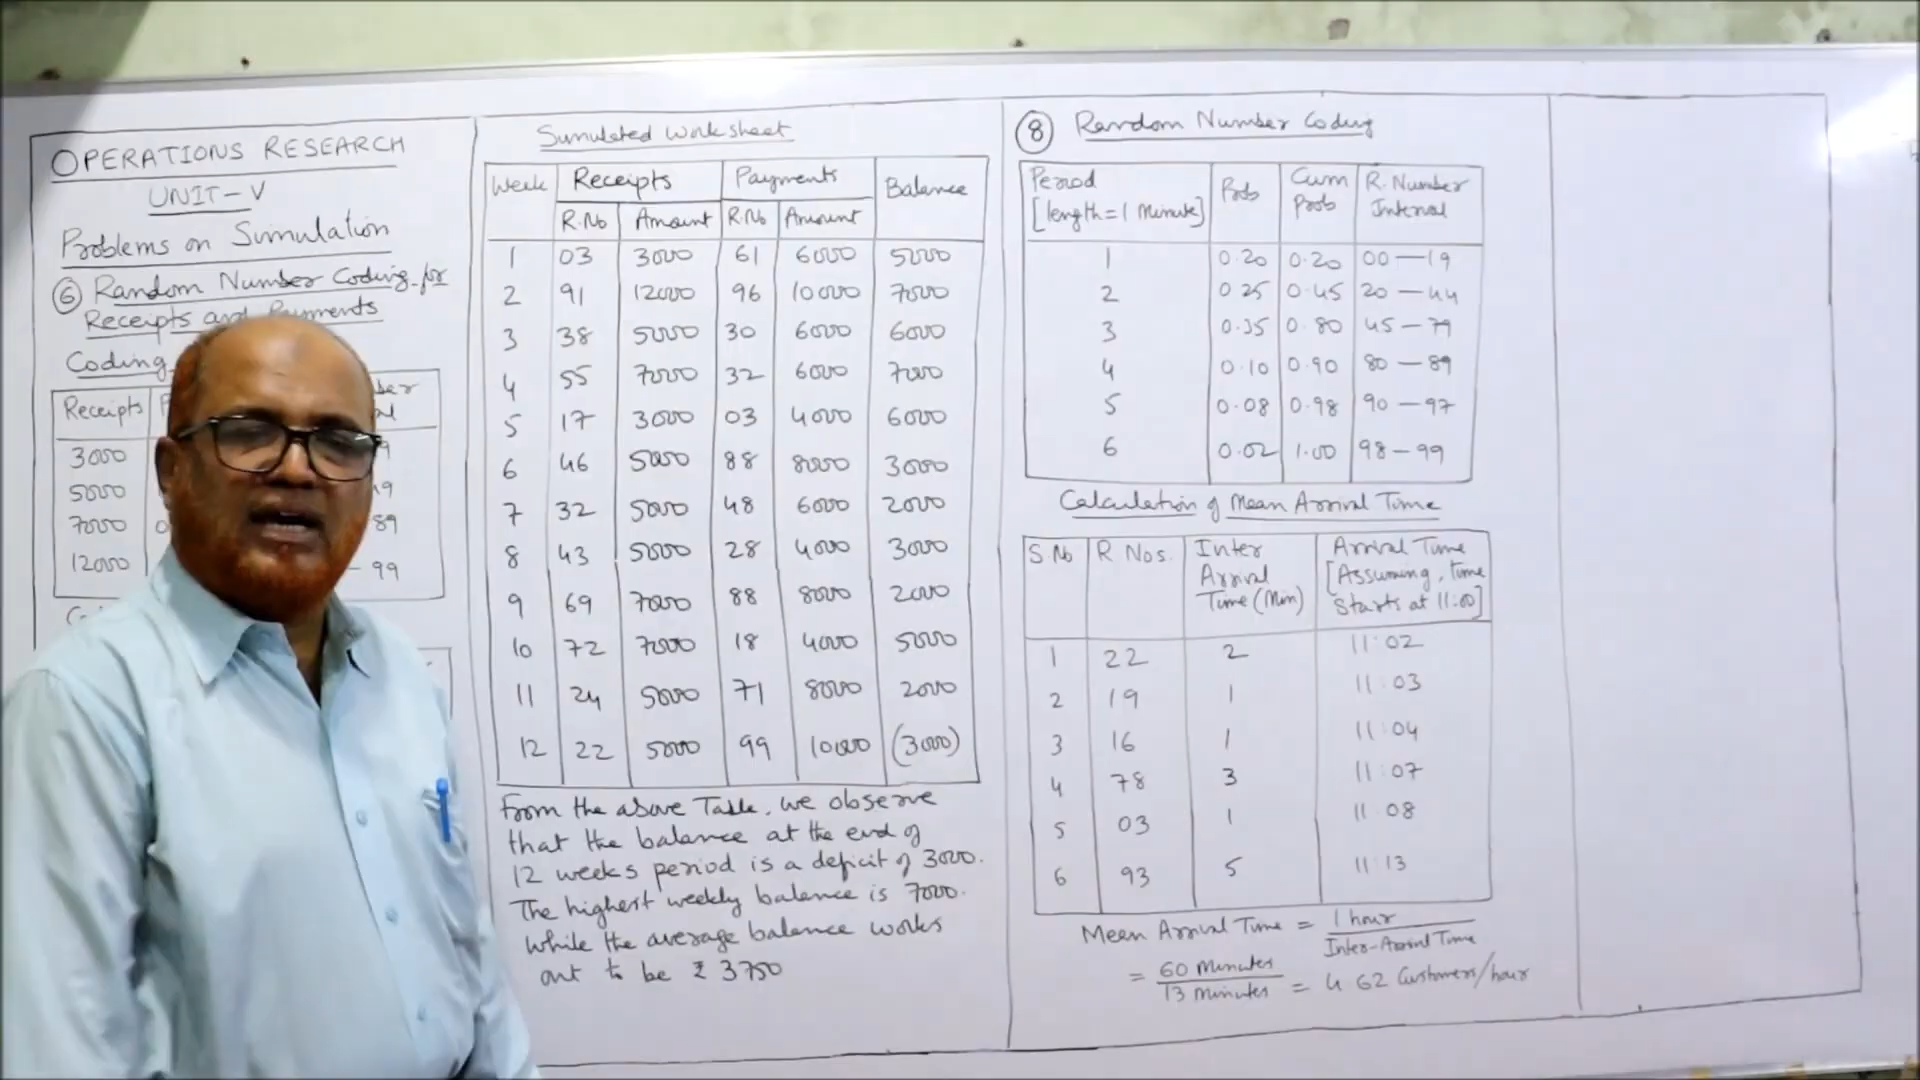 OPERATIONS RESEARCH
UNIT-V
Problems on Simulation
⑥ Random Number Coding for
Receipts and Payments
Coding
Receipts
3000
5000
7000 0
12000
9
49
89
- 99
Simulated Worksheet
Week Receipts Payments Balance
R.No Amount R.No Amount
1 03 3000 61 6000 5000
2 91 12000 96 10000 7000
3 38 5000 30 6000 6000
4 55 7000 32 6000 7000
5 17 3000 03 4000 6000
6 46 5000 88 8000 3000
7 32 5000 48 6000 2000
8 43 5000 28 4000 3000
9 69 7000 88 8000 2000
10 72 7000 18 4000 5000
11 24 5000 71 8000 2000
12 22 5000 99 10000 (3000)
From the above Table, we observe
that the balance at the end of
12 weeks period is a deficit of 3000.
The highest weekly balance is 7000.
While the average balance works
out to be ₹ 3750
⑧ Random Number Coding
Period Prob Cum R. Number
[length = 1 Minute] Prob Interval
1 0.20 0.20 00 — 19
2 0.25 0.45 20 — 44
3 0.35 0.80 45 — 79
4 0.10 0.90 80 — 89
5 0.08 0.98 90 — 97
6 0.02 1.00 98 — 99
Calculation of Mean Arrival Time
S.No R Nos. Inter Arrival Time
Arrival [Assuming, time
Time (Min) Starts at 11.00]
1 22 2 11:02
2 19 1 11:03
3 16 1 11:04
4 78 3 11:07
5 03 1 11:08
6 93 5 11:13
Mean Arrival Time = 1 hour
Inter-Arrival Time
= 60 Minutes
13 Minutes = 4.62 Customers/hour